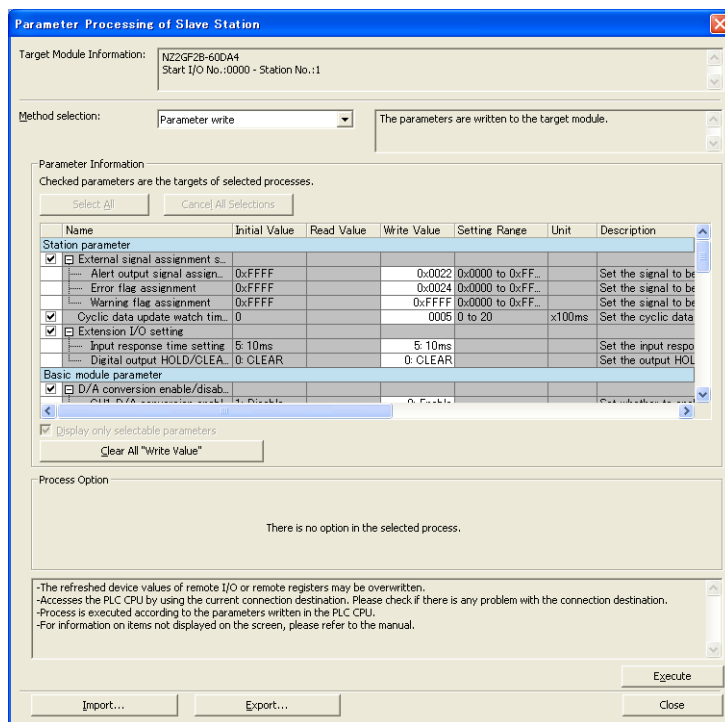 Parameter Processing of Slave Station
Target Module Information:
NZ2GF2B-60DA4
Start I/O No.:0000 - Station No.:1
Method selection:
Parameter write
The parameters are written to the target module.
Parameter Information
Checked parameters are the targets of selected processes.
Select All
Cancel All Selections
Name Initial Value Read Value Write Value Setting Range Unit Description
Station parameter
External signal assignment s...
Alert output signal assign... 0xFFFF 0x0022 0x0000 to 0xFF... Set the signal to be
Error flag assignment 0xFFFF 0x0024 0x0000 to 0xFF... Set the signal to be
Warning flag assignment 0xFFFF 0xFFFF 0x0000 to 0xFF... Set the signal to be
Cyclic data update watch tim... 0 0005 0 to 20 x100ms Set the cyclic data
Extension I/O setting
Input response time setting 5: 10ms 5: 10ms Set the input respo
Digital output HOLD/CLEA... 0: CLEAR 0: CLEAR Set the output HOL
Basic module parameter
D/A conversion enable/disab...
CH1 D/A conversion enabl... 1: Disable 0: Enable Set whether to enab
Display only selectable parameters
Clear All "Write Value"
Process Option
There is no option in the selected process.
-The refreshed device values of remote I/O or remote registers may be overwritten.
-Accesses the PLC CPU by using the current connection destination. Please check if there is any problem with the connection destination.
-Process is executed according to the parameters written in the PLC CPU.
-For information on items not displayed on the screen, please refer to the manual.
Execute
Import...
Export...
Close